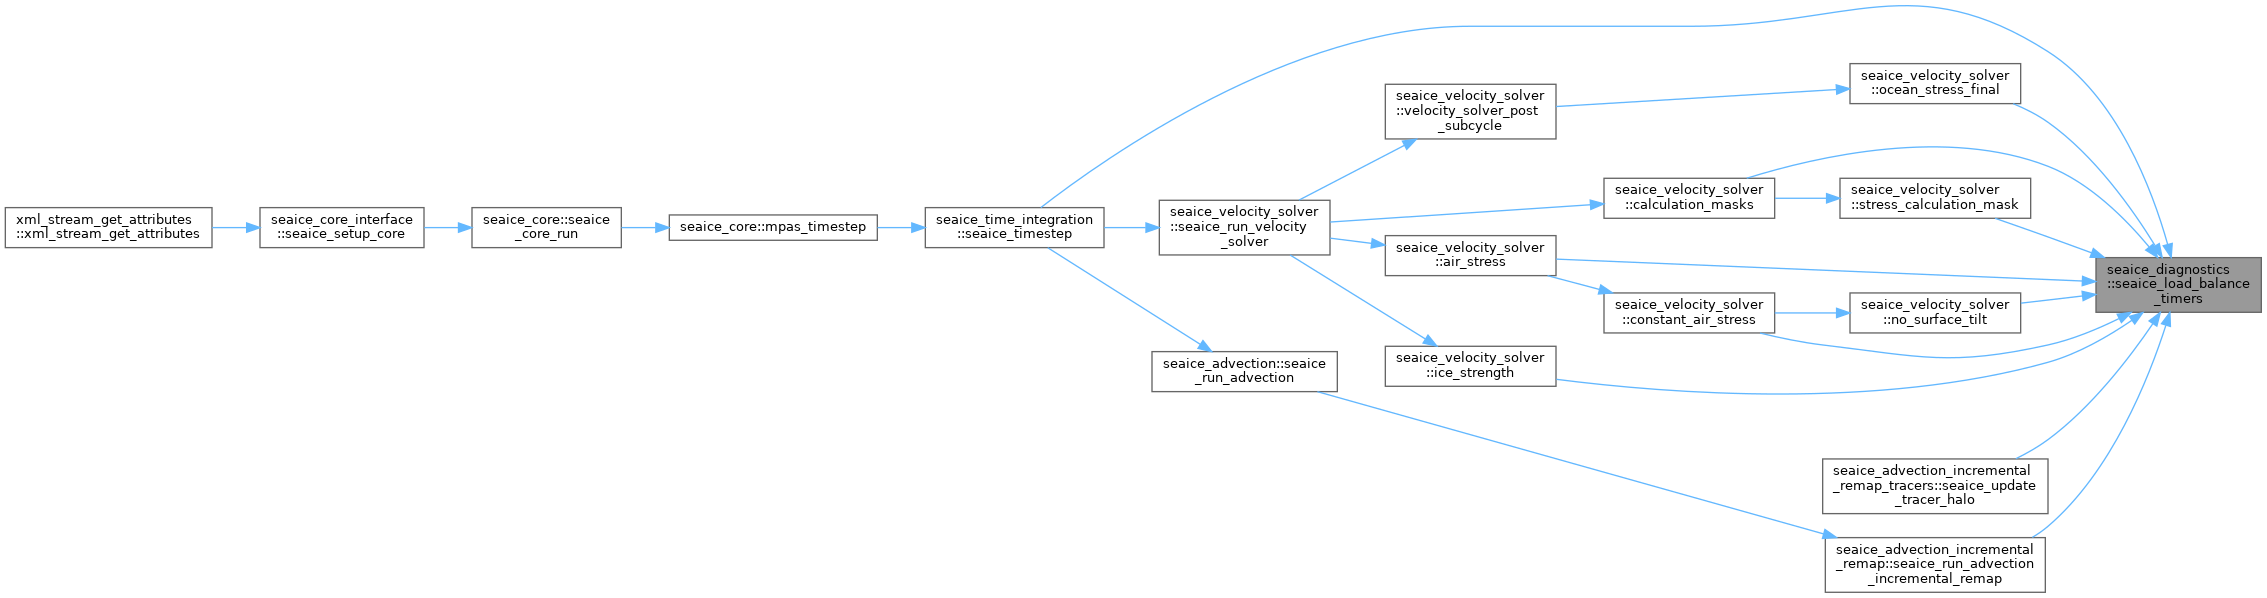 xml_stream_get_attributes
::xml_stream_get_attributes
seaice_core_interface
::seaice_setup_core
seaice_core::seaice
_core_run
seaice_core::mpas_timestep
seaice_time_integration
::seaice_timestep
seaice_velocity_solver
::seaice_run_velocity
_solver
seaice_advection::seaice
_run_advection
seaice_velocity_solver
::velocity_solver_post
_subcycle
seaice_velocity_solver
::air_stress
seaice_velocity_solver
::ice_strength
seaice_velocity_solver
::calculation_masks
seaice_velocity_solver
::constant_air_stress
seaice_velocity_solver
::ocean_stress_final
seaice_velocity_solver
::stress_calculation_mask
seaice_velocity_solver
::no_surface_tilt
seaice_advection_incremental
_remap_tracers::seaice_update
_tracer_halo
seaice_advection_incremental
_remap::seaice_run_advection
_incremental_remap
seaice_diagnostics
::seaice_load_balance
_timers